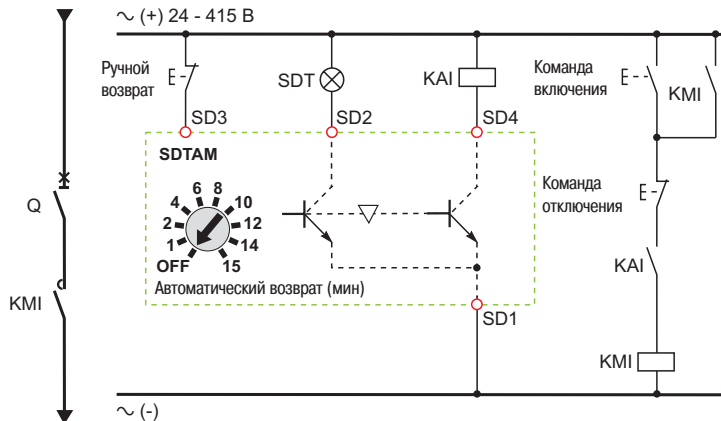 ~ (+) 24 - 415 В
Ручной
возврат
SDT
KAI
Команда
включения
KMI
SD3
SD2
SD4
SDTAM
Q
6
8
4
10
2
12
1
14
OFF
15
Команда
отключения
Автоматический возврат (мин)
KAI
KMI
SD1
KMI
~ (-)